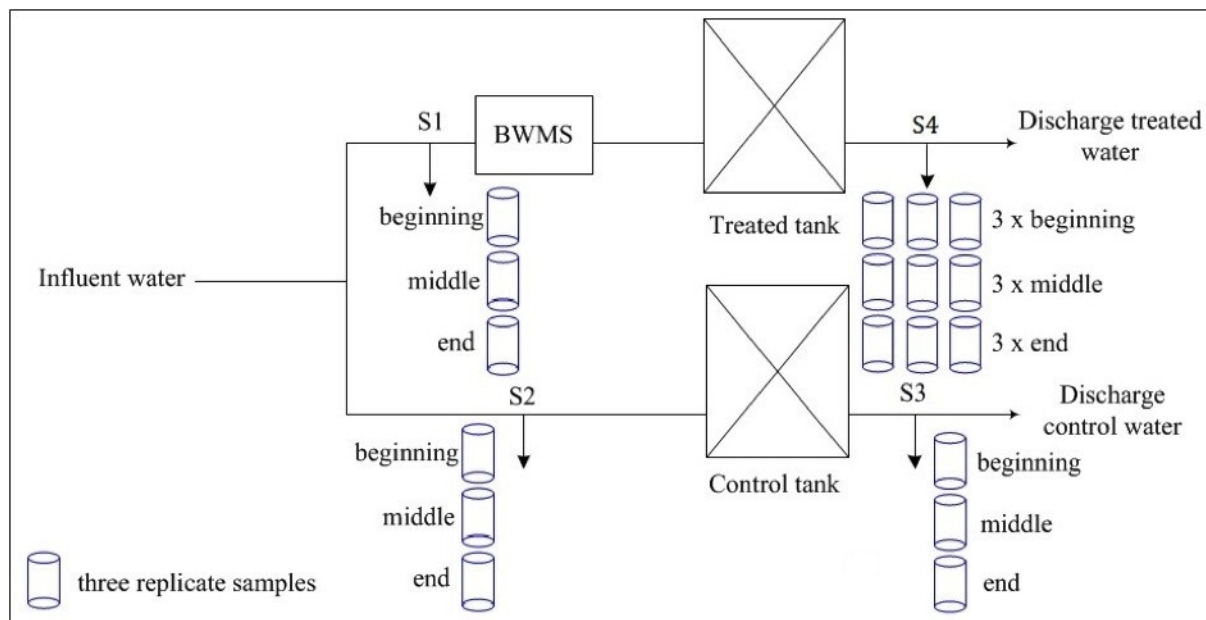 S1
BWMS
S4
Discharge treated
water
beginning
middle
end
Treated tank
3 x beginning
3 x middle
3 x end
Influent water
S2
S3
Discharge
control water
beginning
middle
end
Control tank
beginning
middle
end
three replicate samples